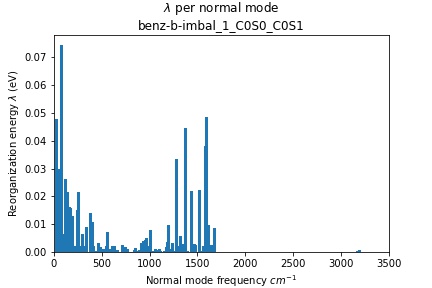 λ per normal mode
benz-b-imbal_1_C0S0_C0S1
Reorganization energy λ (eV)
0.07
0.06
0.05
0.04
0.03
0.02
0.01
0.00
0 500 1000 1500 2000 2500 3000 3500
Normal mode frequency cm⁻¹